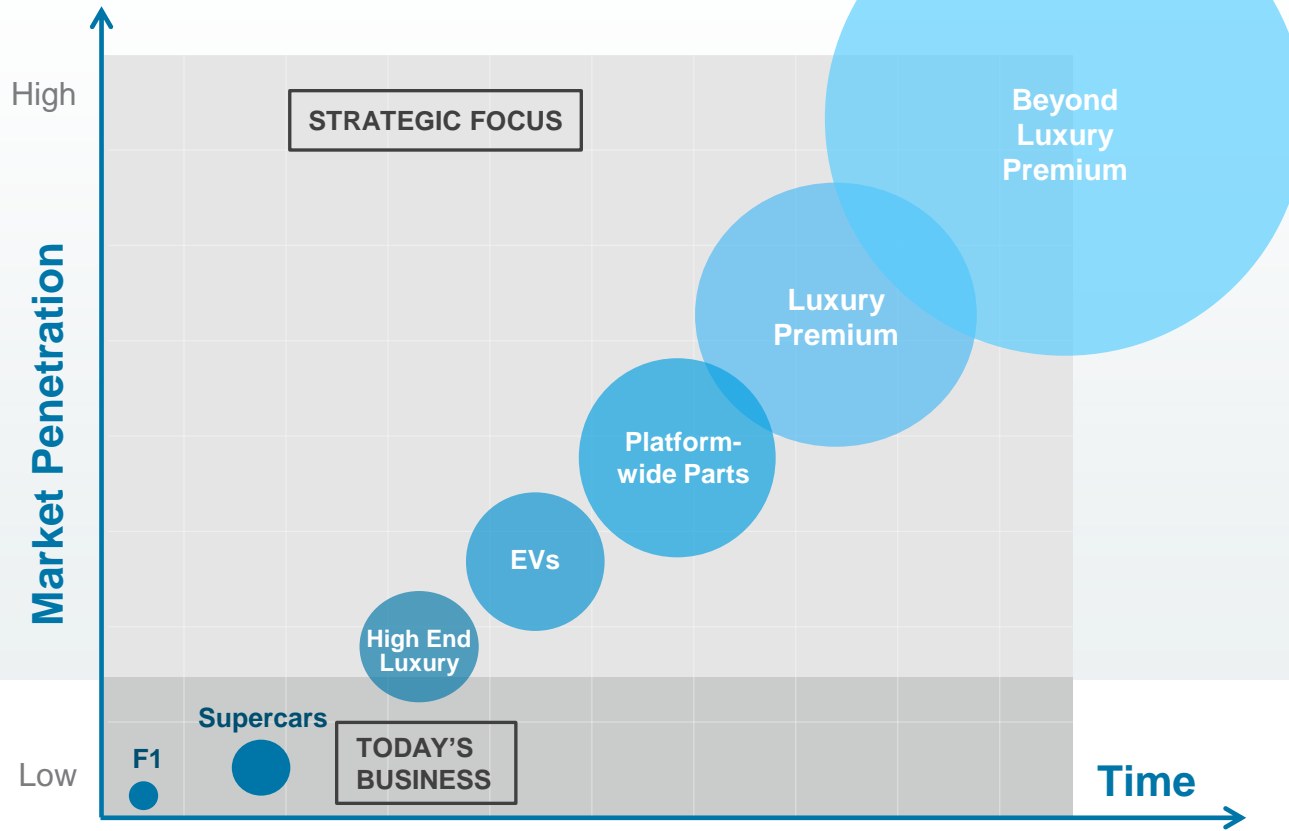 High
STRATEGIC FOCUS
Beyond
Luxury
Premium
Luxury
Premium
Market Penetration
Platform-
wide Parts
EVs
High End
Luxury
Supercars
F1
TODAY’S
BUSINESS
Low
Time